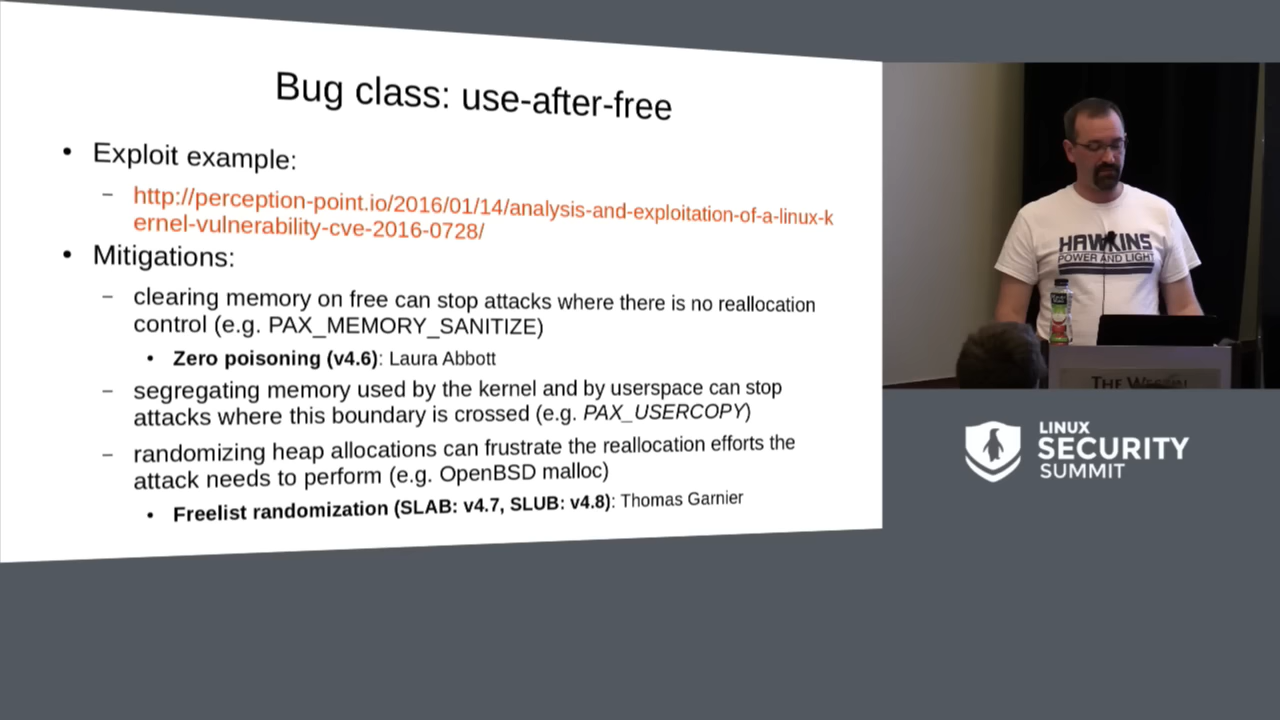 Bug class: use-after-free
• Exploit example:
– http://perception-point.io/2016/01/14/analysis-and-exploitation-of-a-linux-k
ernel-vulnerability-cve-2016-0728/
• Mitigations:
– clearing memory on free can stop attacks where there is no reallocation
control (e.g. PAX_MEMORY_SANITIZE)
• Zero poisoning (v4.6): Laura Abbott
– segregating memory used by the kernel and by userspace can stop
attacks where this boundary is crossed (e.g. PAX_USERCOPY)
– randomizing heap allocations can frustrate the reallocation efforts the
attack needs to perform (e.g. OpenBSD malloc)
• Freelist randomization (SLAB: v4.7, SLUB: v4.8): Thomas Garnier
HAWKINS
POWER AND LIGHT
THE WESTIN
LINUX
SECURITY
SUMMIT